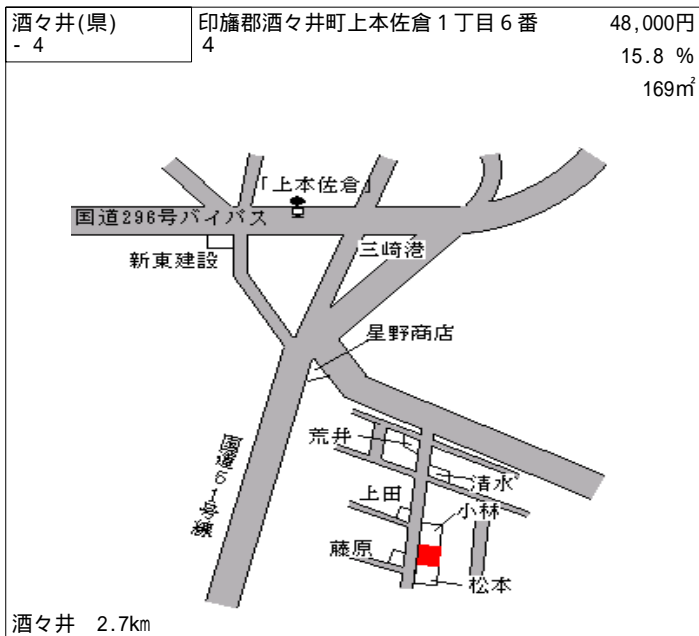 酒々井(県)
- 4
印旛郡酒々井町上本佐倉１丁目６番
4
48,000円
15.8 %
169㎡
「上本佐倉」
国道296号バイパス
新東建設
三崎港
星野商店
国道51号線
荒井
清水
上田
小林
藤原
松本
酒々井 2.7km